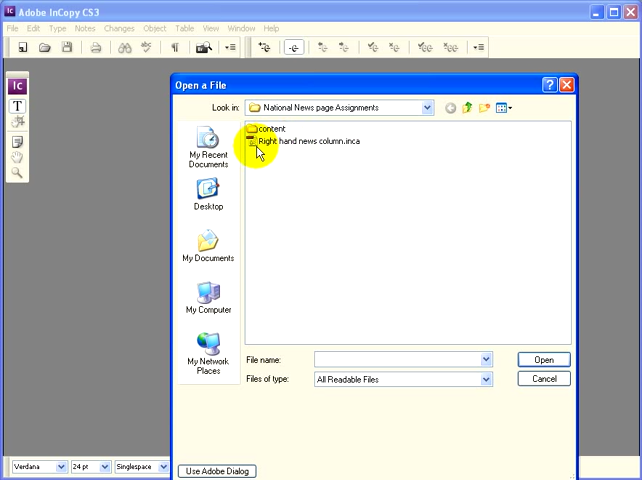 Ic Adobe InCopy CS3
File Edit Type Notes Changes Object Table View Window Help
Ic
T
Open a File
Look in: National News page Assignments
content
Right hand news column.inca
My Recent
Documents
Desktop
My Documents
My Computer
My Network
Places
File name:
Open
Files of type: All Readable Files
Cancel
Use Adobe Dialog
Verdana 24 pt Singlespace